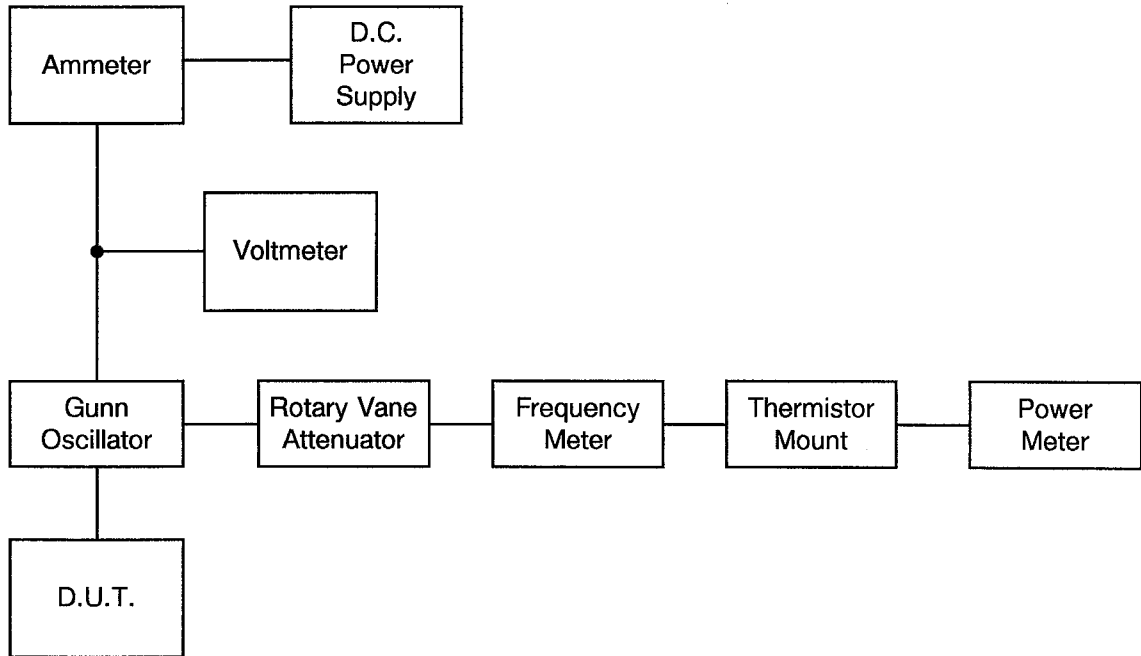 Ammeter
D.C.
Power
Supply
Voltmeter
Gunn
Oscillator
Rotary Vane
Attenuator
Frequency
Meter
Thermistor
Mount
Power
Meter
D.U.T.